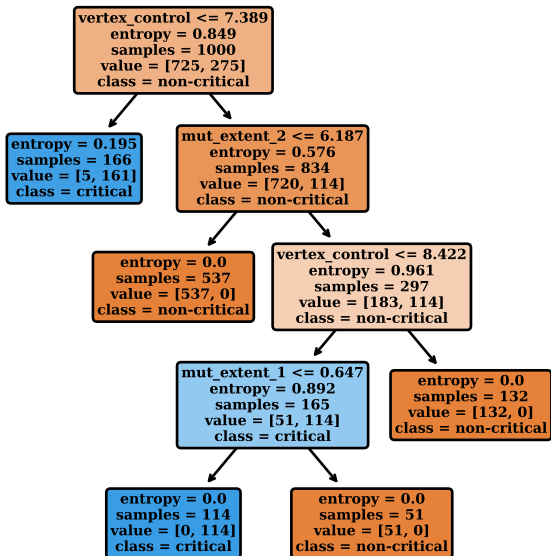 vertex_control <= 7.389
entropy = 0.849
samples = 1000
value = [725, 275]
class = non-critical
entropy = 0.195
samples = 166
value = [5, 161]
class = critical
mut_extent_2 <= 6.187
entropy = 0.576
samples = 834
value = [720, 114]
class = non-critical
entropy = 0.0
samples = 537
value = [537, 0]
class = non-critical
vertex_control <= 8.422
entropy = 0.961
samples = 297
value = [183, 114]
class = non-critical
mut_extent_1 <= 0.647
entropy = 0.892
samples = 165
value = [51, 114]
class = critical
entropy = 0.0
samples = 132
value = [132, 0]
class = non-critical
entropy = 0.0
samples = 114
value = [0, 114]
class = critical
entropy = 0.0
samples = 51
value = [51, 0]
class = non-critical